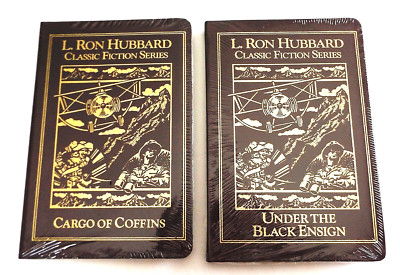 L. RON HUBBARD
CLASSIC FICTION SERIES
CARGO OF COFFINS
L. RON HUBBARD
CLASSIC FICTION SERIES
UNDER THE
BLACK ENSIGN